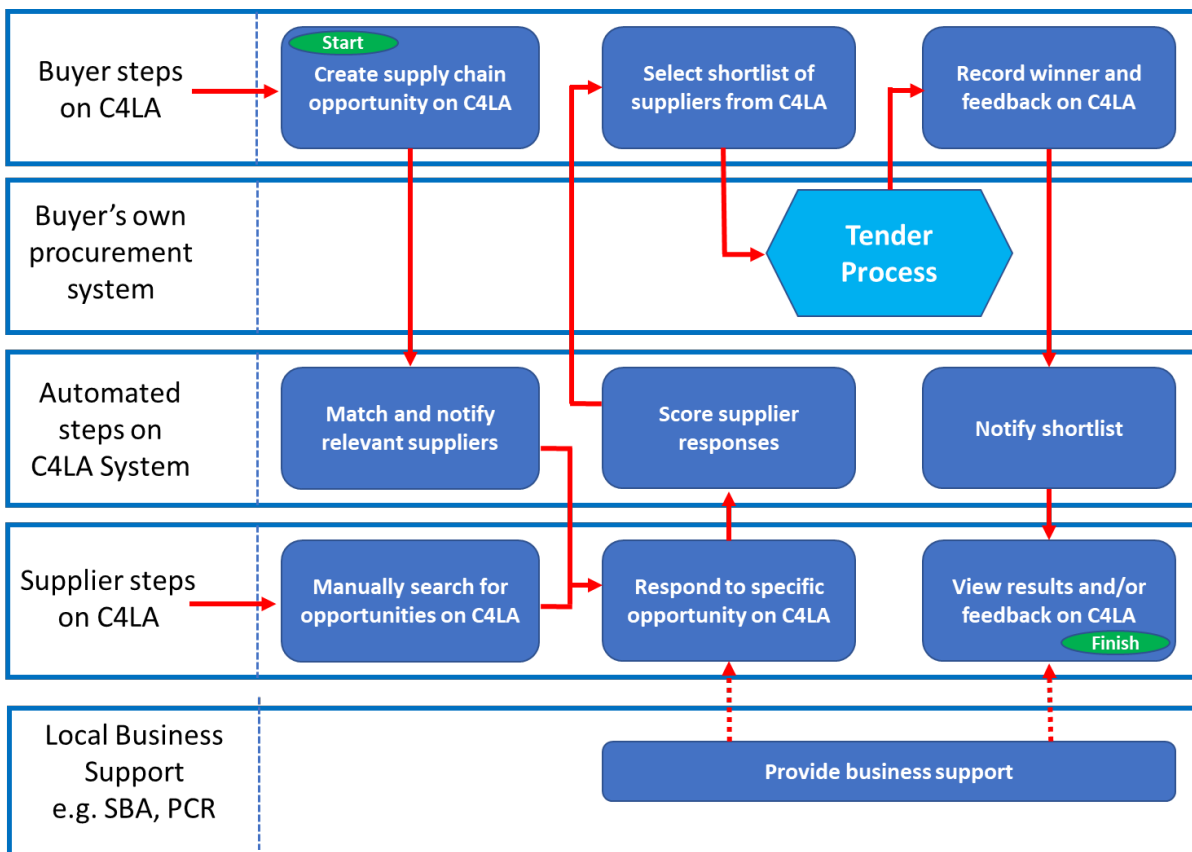 Buyer steps
on C4LA
Start
Create supply chain
opportunity on C4LA
Select shortlist of
suppliers from C4LA
Record winner and
feedback on C4LA
Buyer’s own
procurement
system
Tender
Process
Automated
steps on
C4LA System
Match and notify
relevant suppliers
Score supplier
responses
Notify shortlist
Supplier steps
on C4LA
Manually search for
opportunities on C4LA
Respond to specific
opportunity on C4LA
View results and/or
feedback on C4LA
Finish
Local Business
Support
e.g. SBA, PCR
Provide business support